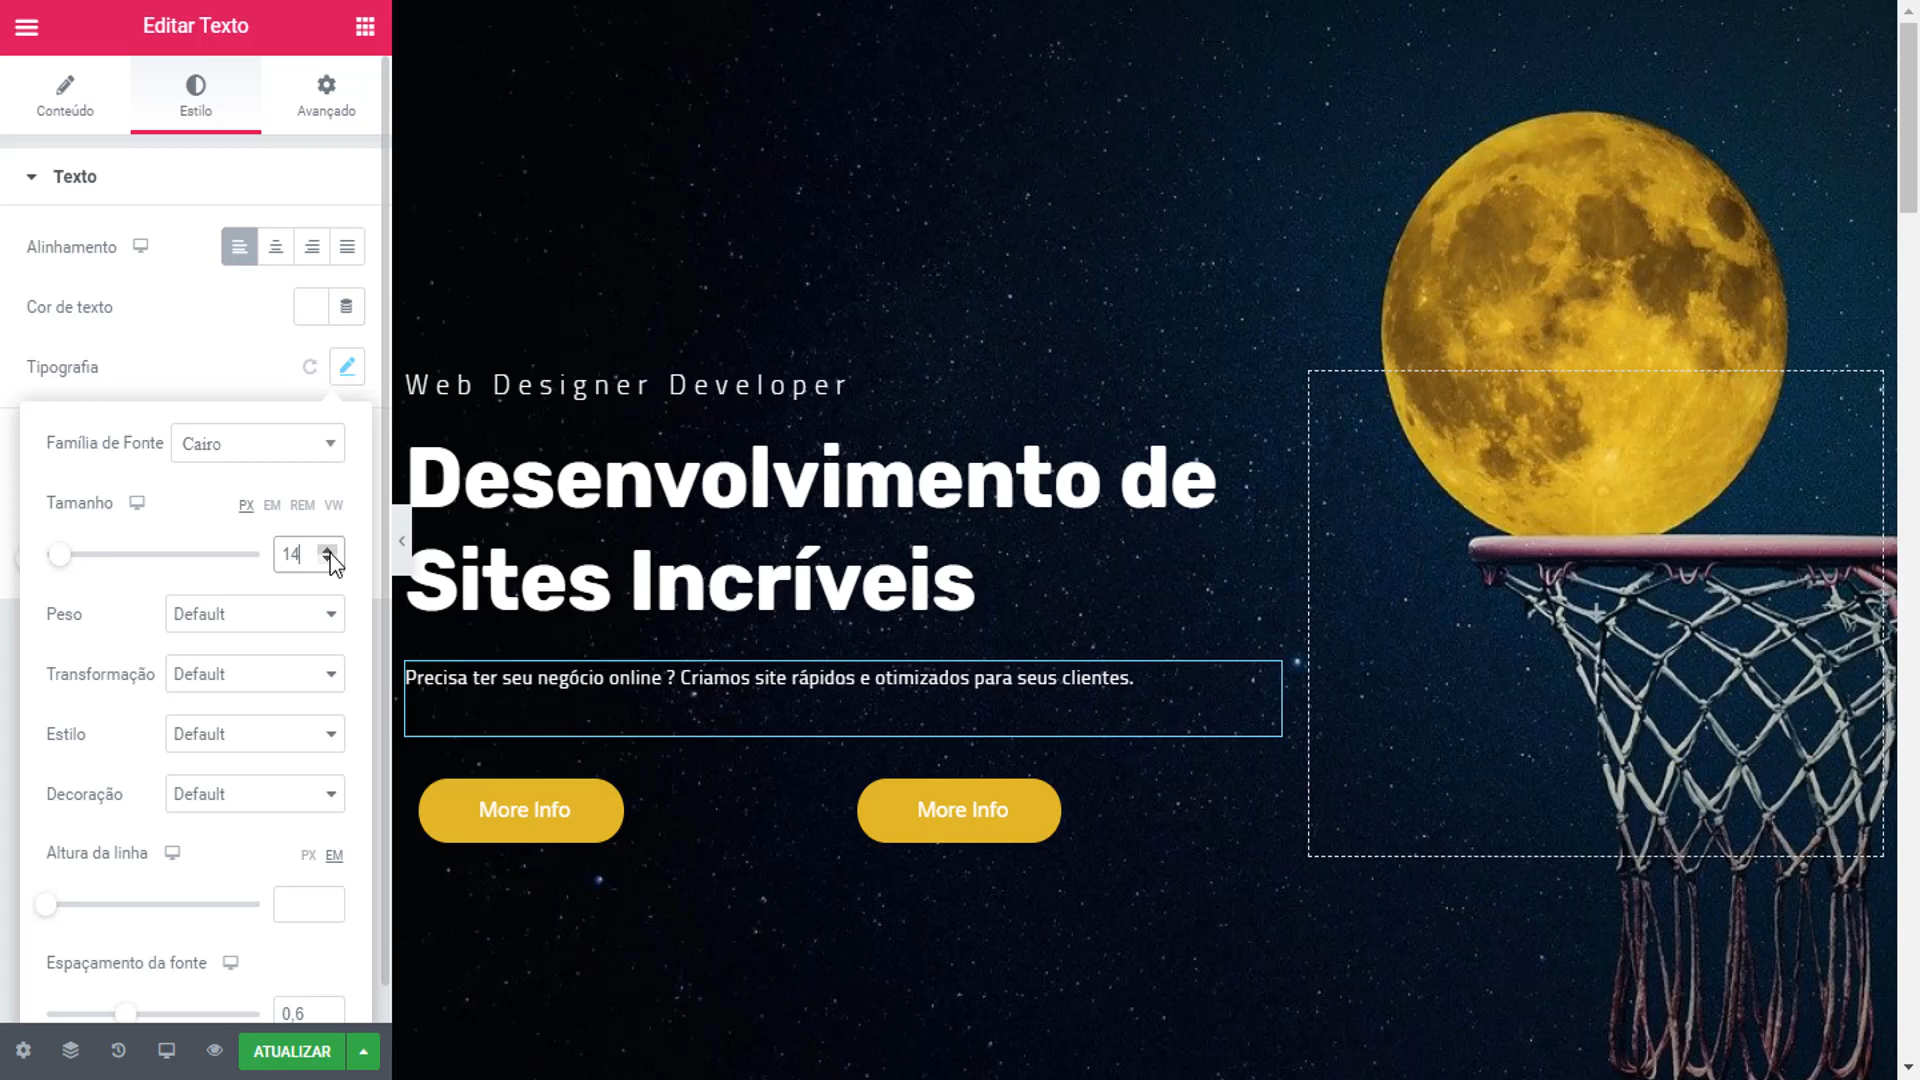 Editar Texto
Conteúdo
Estilo
Avançado
Texto
Alinhamento
Cor de texto
Tipografia
Família de Fonte
Cairo
Tamanho
PX EM REM VW
14
Peso
Default
Transformação
Default
Estilo
Default
Decoração
Default
Altura da linha
PX EM
Espaçamento da fonte
0,6
ATUALIZAR
Web Designer Developer
Desenvolvimento de
Sites Incríveis
Precisa ter seu negócio online ? Criamos site rápidos e otimizados para seus clientes.
More Info
More Info